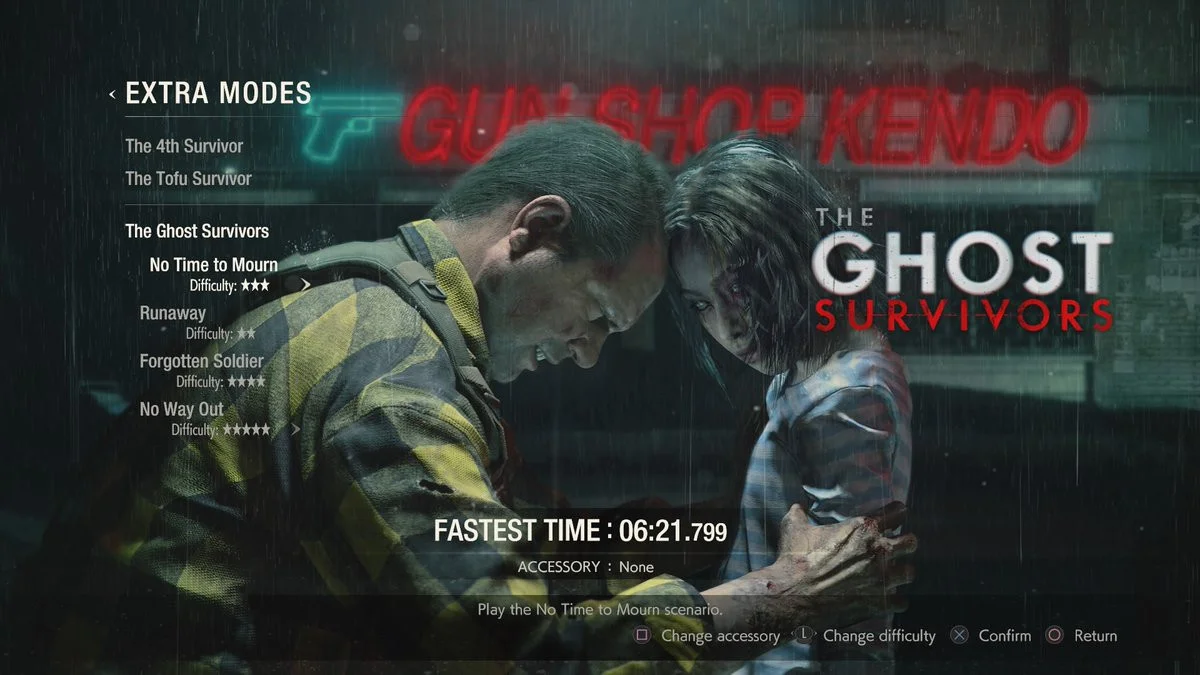 EXTRA MODES
The 4th Survivor
The Tofu Survivor
The Ghost Survivors
No Time to Mourn
Difficulty: ★★★
Runaway
Difficulty: ★★
Forgotten Soldier
Difficulty: ★★★★
No Way Out
Difficulty: ★★★★★
GUN SHOP KENDO
THE
GHOST
SURVIVORS
FASTEST TIME : 06:21.799
ACCESSORY : None
Play the No Time to Mourn scenario.
Change accessory L Change difficulty Confirm Return